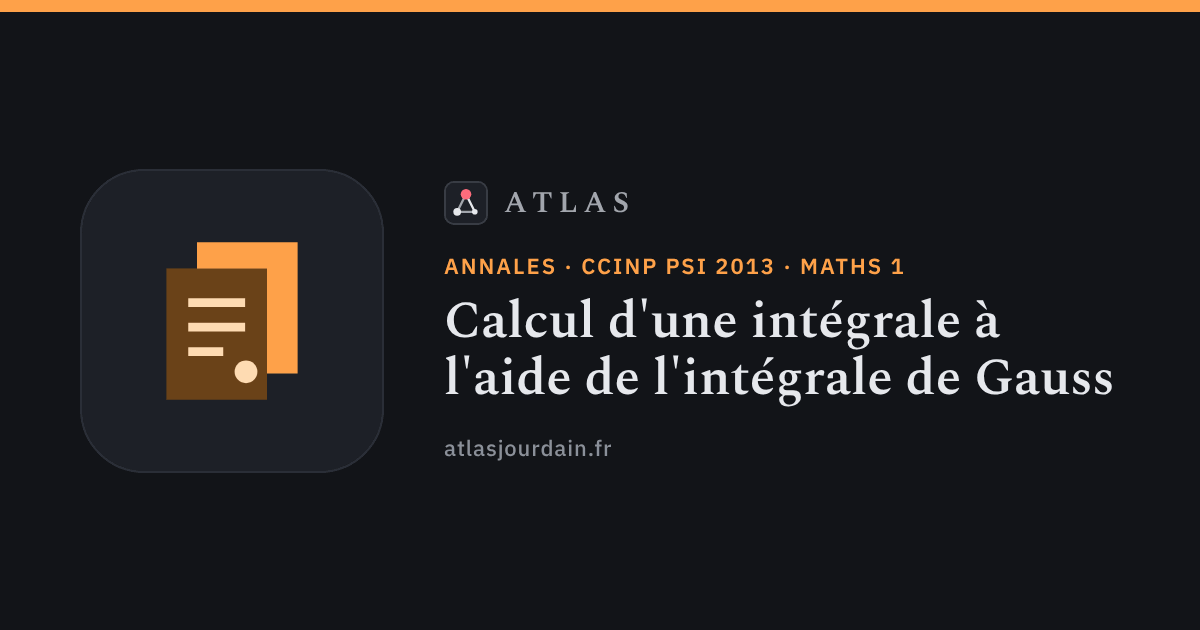 ATLAS
ANNALES · CCINP PSI 2013 · MATHS 1
Calcul d'une intégrale à
l'aide de l'intégrale de Gauss
atlasjourdain.fr